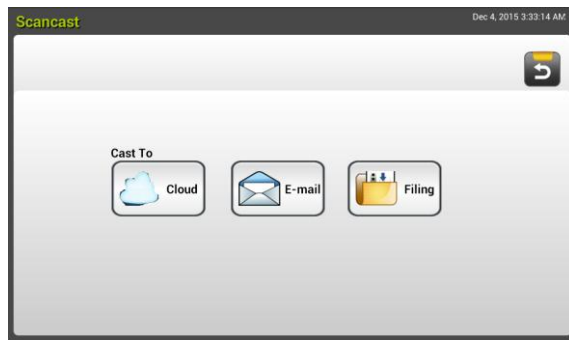 Scancast
Dec 4, 2015 3:33:14 AM
Cast To
Cloud
E-mail
Filing